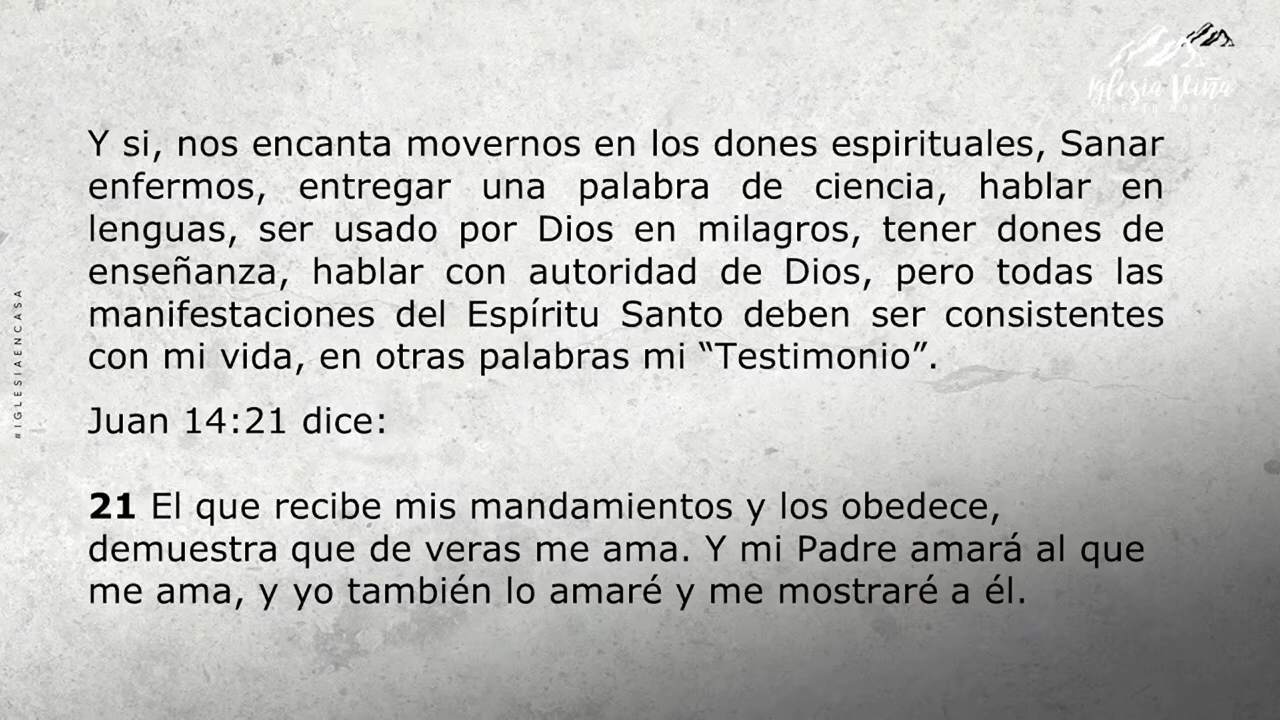 Iglesia Viña
Y si, nos encanta movernos en los dones espirituales, Sanar
enfermos, entregar una palabra de ciencia, hablar en
lenguas, ser usado por Dios en milagros, tener dones de
enseñanza, hablar con autoridad de Dios, pero todas las
manifestaciones del Espíritu Santo deben ser consistentes
con mi vida, en otras palabras mi “Testimonio”.
Juan 14:21 dice:
21 El que recibe mis mandamientos y los obedece,
demuestra que de veras me ama. Y mi Padre amará al que
me ama, y yo también lo amaré y me mostraré a él.
#IGLESIAENCASA